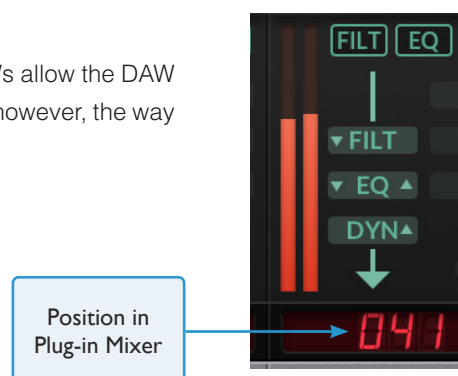 's allow the DAW
however, the way
FILT EQ
▼ FILT
▼ EQ ▲
DYN▲
041
Position in
Plug-in Mixer